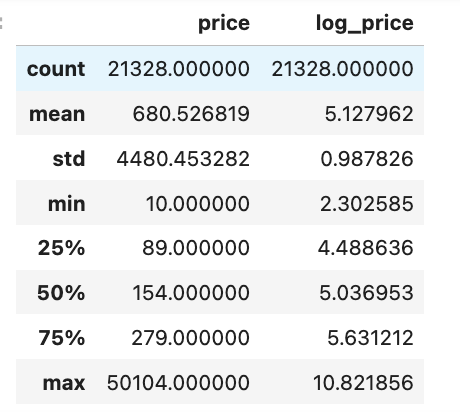 price log_price
count 21328.000000 21328.000000
mean 680.526819 5.127962
std 4480.453282 0.987826
min 10.000000 2.302585
25% 89.000000 4.488636
50% 154.000000 5.036953
75% 279.000000 5.631212
max 50104.000000 10.821856